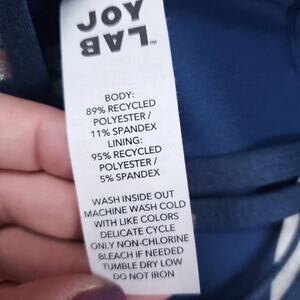 JOY
LAB™
BODY:
89% RECYCLED
POLYESTER /
11% SPANDEX
LINING:
95% RECYCLED
POLYESTER /
5% SPANDEX
WASH INSIDE OUT
MACHINE WASH COLD
WITH LIKE COLORS
DELICATE CYCLE
ONLY NON-CHLORINE
BLEACH IF NEEDED
TUMBLE DRY LOW
DO NOT IRON